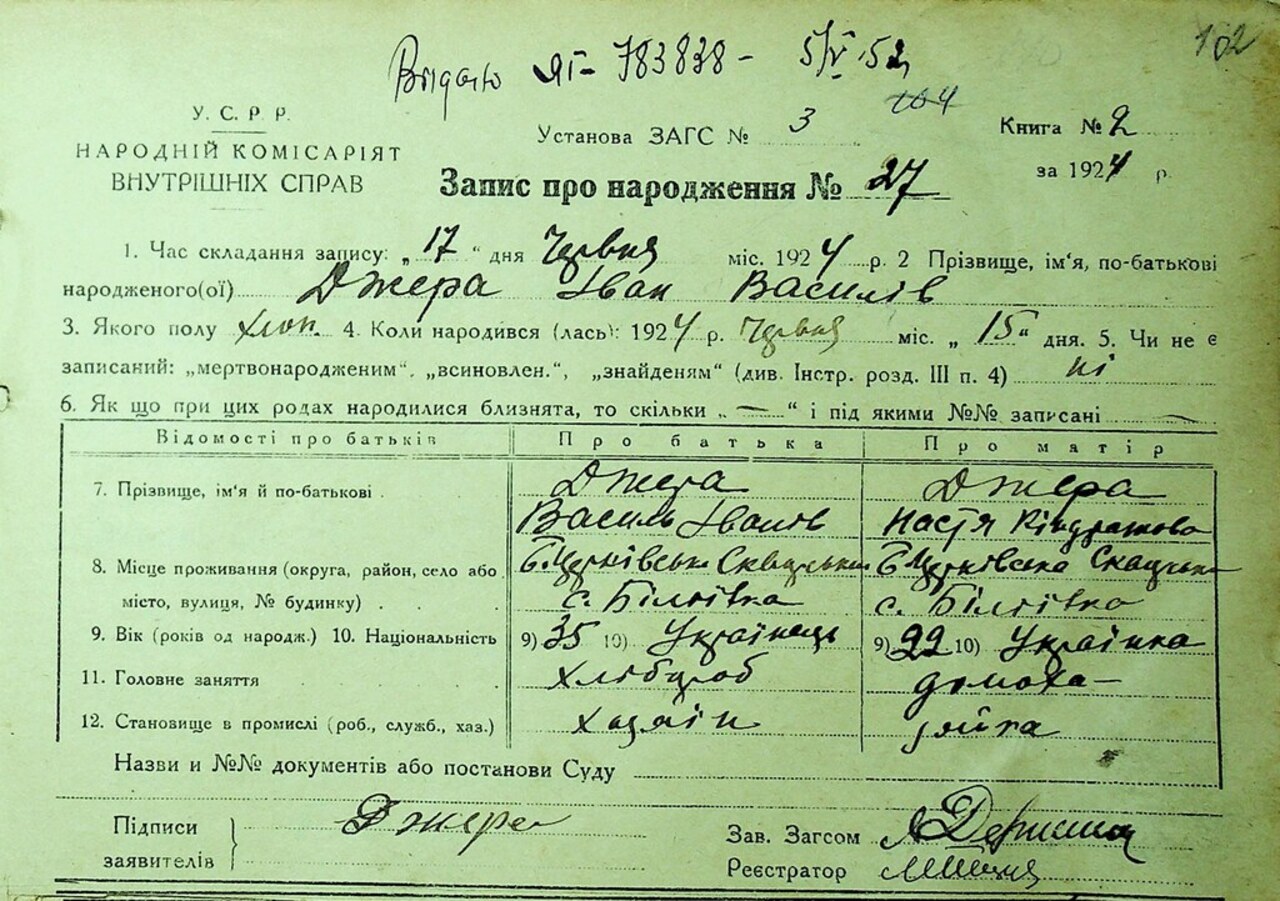 102
Видано ЯГ- 783838 - 5/V 52
104
У. С. Р. Р.
Установа ЗАГС № 3
Книга № 2
НАРОДНІЙ КОМІСАРІЯТ
ВНУТРІШНІХ СПРАВ
Запис про народження № 27
за 1924 р.
1. Час складання запису: „17“ дня Червня міс. 1924 р. 2 Прізвище, ім'я, по-батькові
народженого(ої) Джера Іван Василів
3. Якого полу хлоп. 4. Коли народився (лась): 1924 р. Червня міс. „15“ дня. 5. Чи не є
записаний: „мертвонародженим“, „всиновлен.“, „знайденям“ (див. Інстр. розд. III п. 4) ні
6. Як що при цих родах народилися близнята, то скільки „—“ і під якими №№ записані —
Відомості про батьків Про батька Про матір
7. Прізвище, ім'я й по-батькові Джера Джера
Василь Іванів Настя Кіндратова
8. Місце проживання (округа, район, село або Б.Церківська Сквирськ Б Церківська
місто, вулиця, № будинку) с. с.
9. Вік (років од народж.) 10. Національність 9) 35 10) Українець 9) 22 10) Українка
11. Головне заняття хлібороб домоха-
12. Становище в промислі (роб., служб., хаз.) хазяін зяйка
Назви и №№ документів або постанови Суду
Підписи Джера
заявителів
Зав. Загсом
Реєстратор